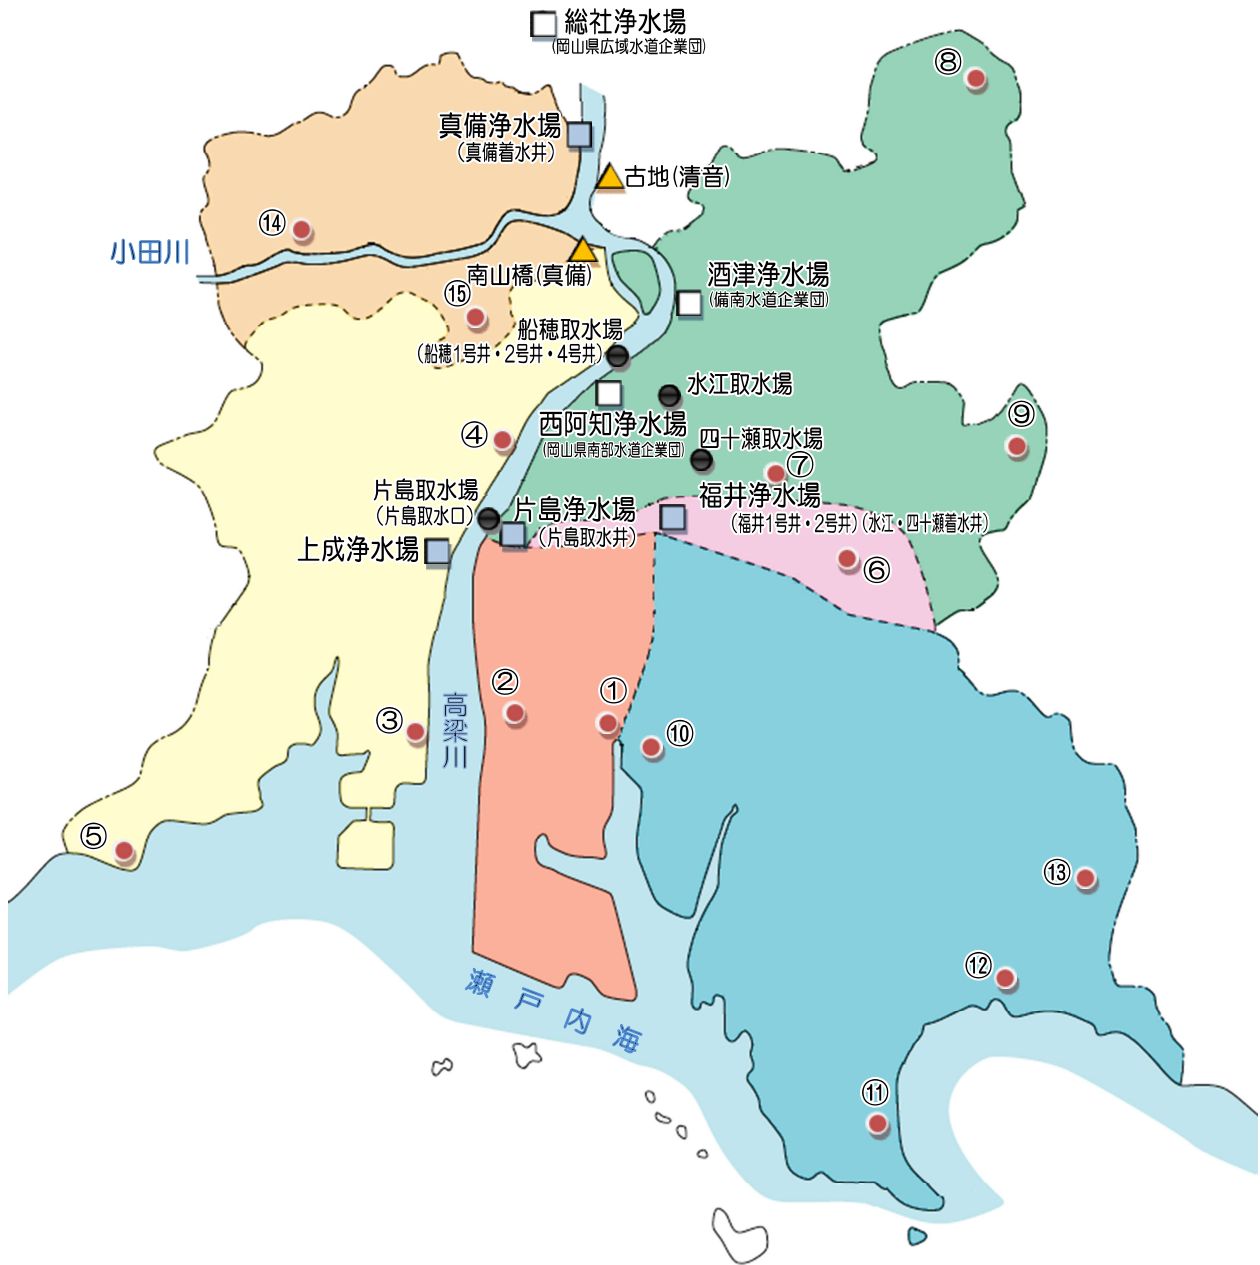 総社浄水場
(岡山県広域水道企業団)
⑧
真備浄水場
(真備着水井)
古地(清音)
⑭
小田川
南山橋(真備)
酒津浄水場
(備南水道企業団)
⑮
船穂取水場
(船穂1号井・2号井・4号井)
水江取水場
西阿知浄水場
(岡山県南部水道企業団)
⑨
④
四十瀬取水場
⑦
片島取水場
(片島取水口)
片島浄水場
(片島取水井)
福井浄水場
(福井1号井・2号井)(水江・四十瀬着水井)
上成浄水場
⑥
②
①
③
高梁川
⑩
⑤
⑬
⑫
瀬戸内海
⑪